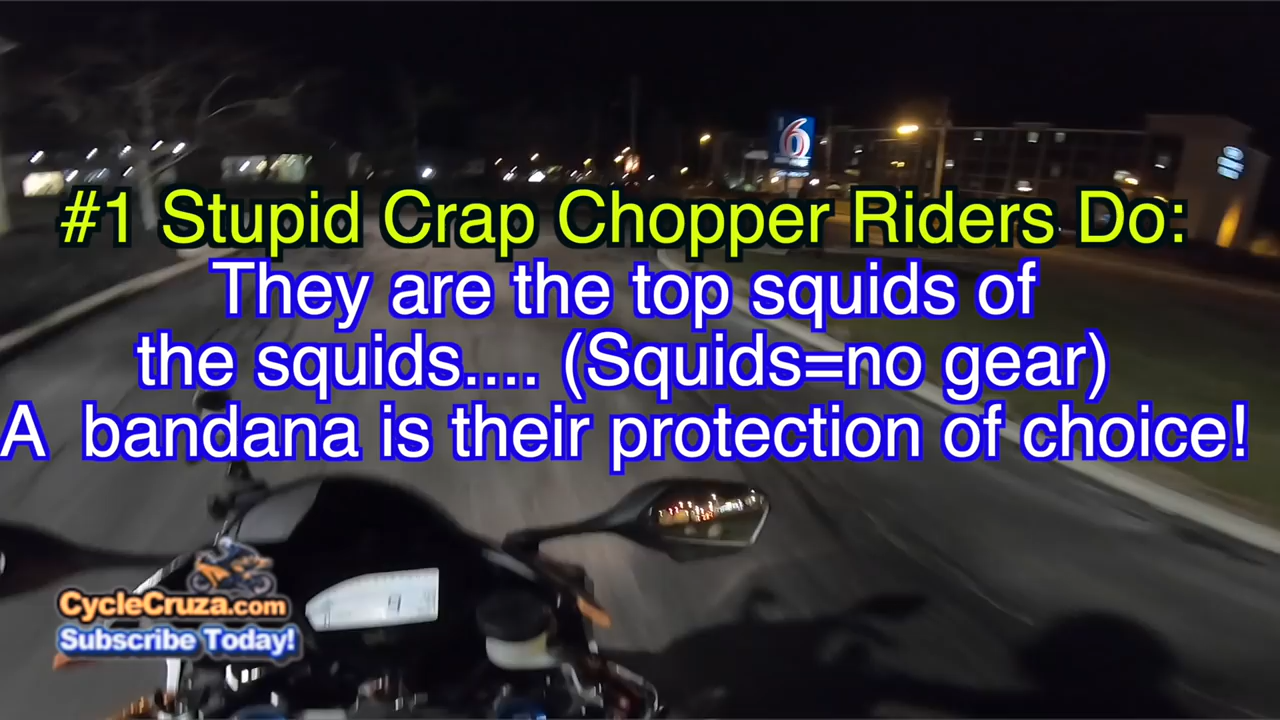 #1 Stupid Crap Chopper Riders Do:
They are the top squids of
the squids.... (Squids=no gear)
A bandana is their protection of choice!
6
CycleCruza.com
Subscribe Today!